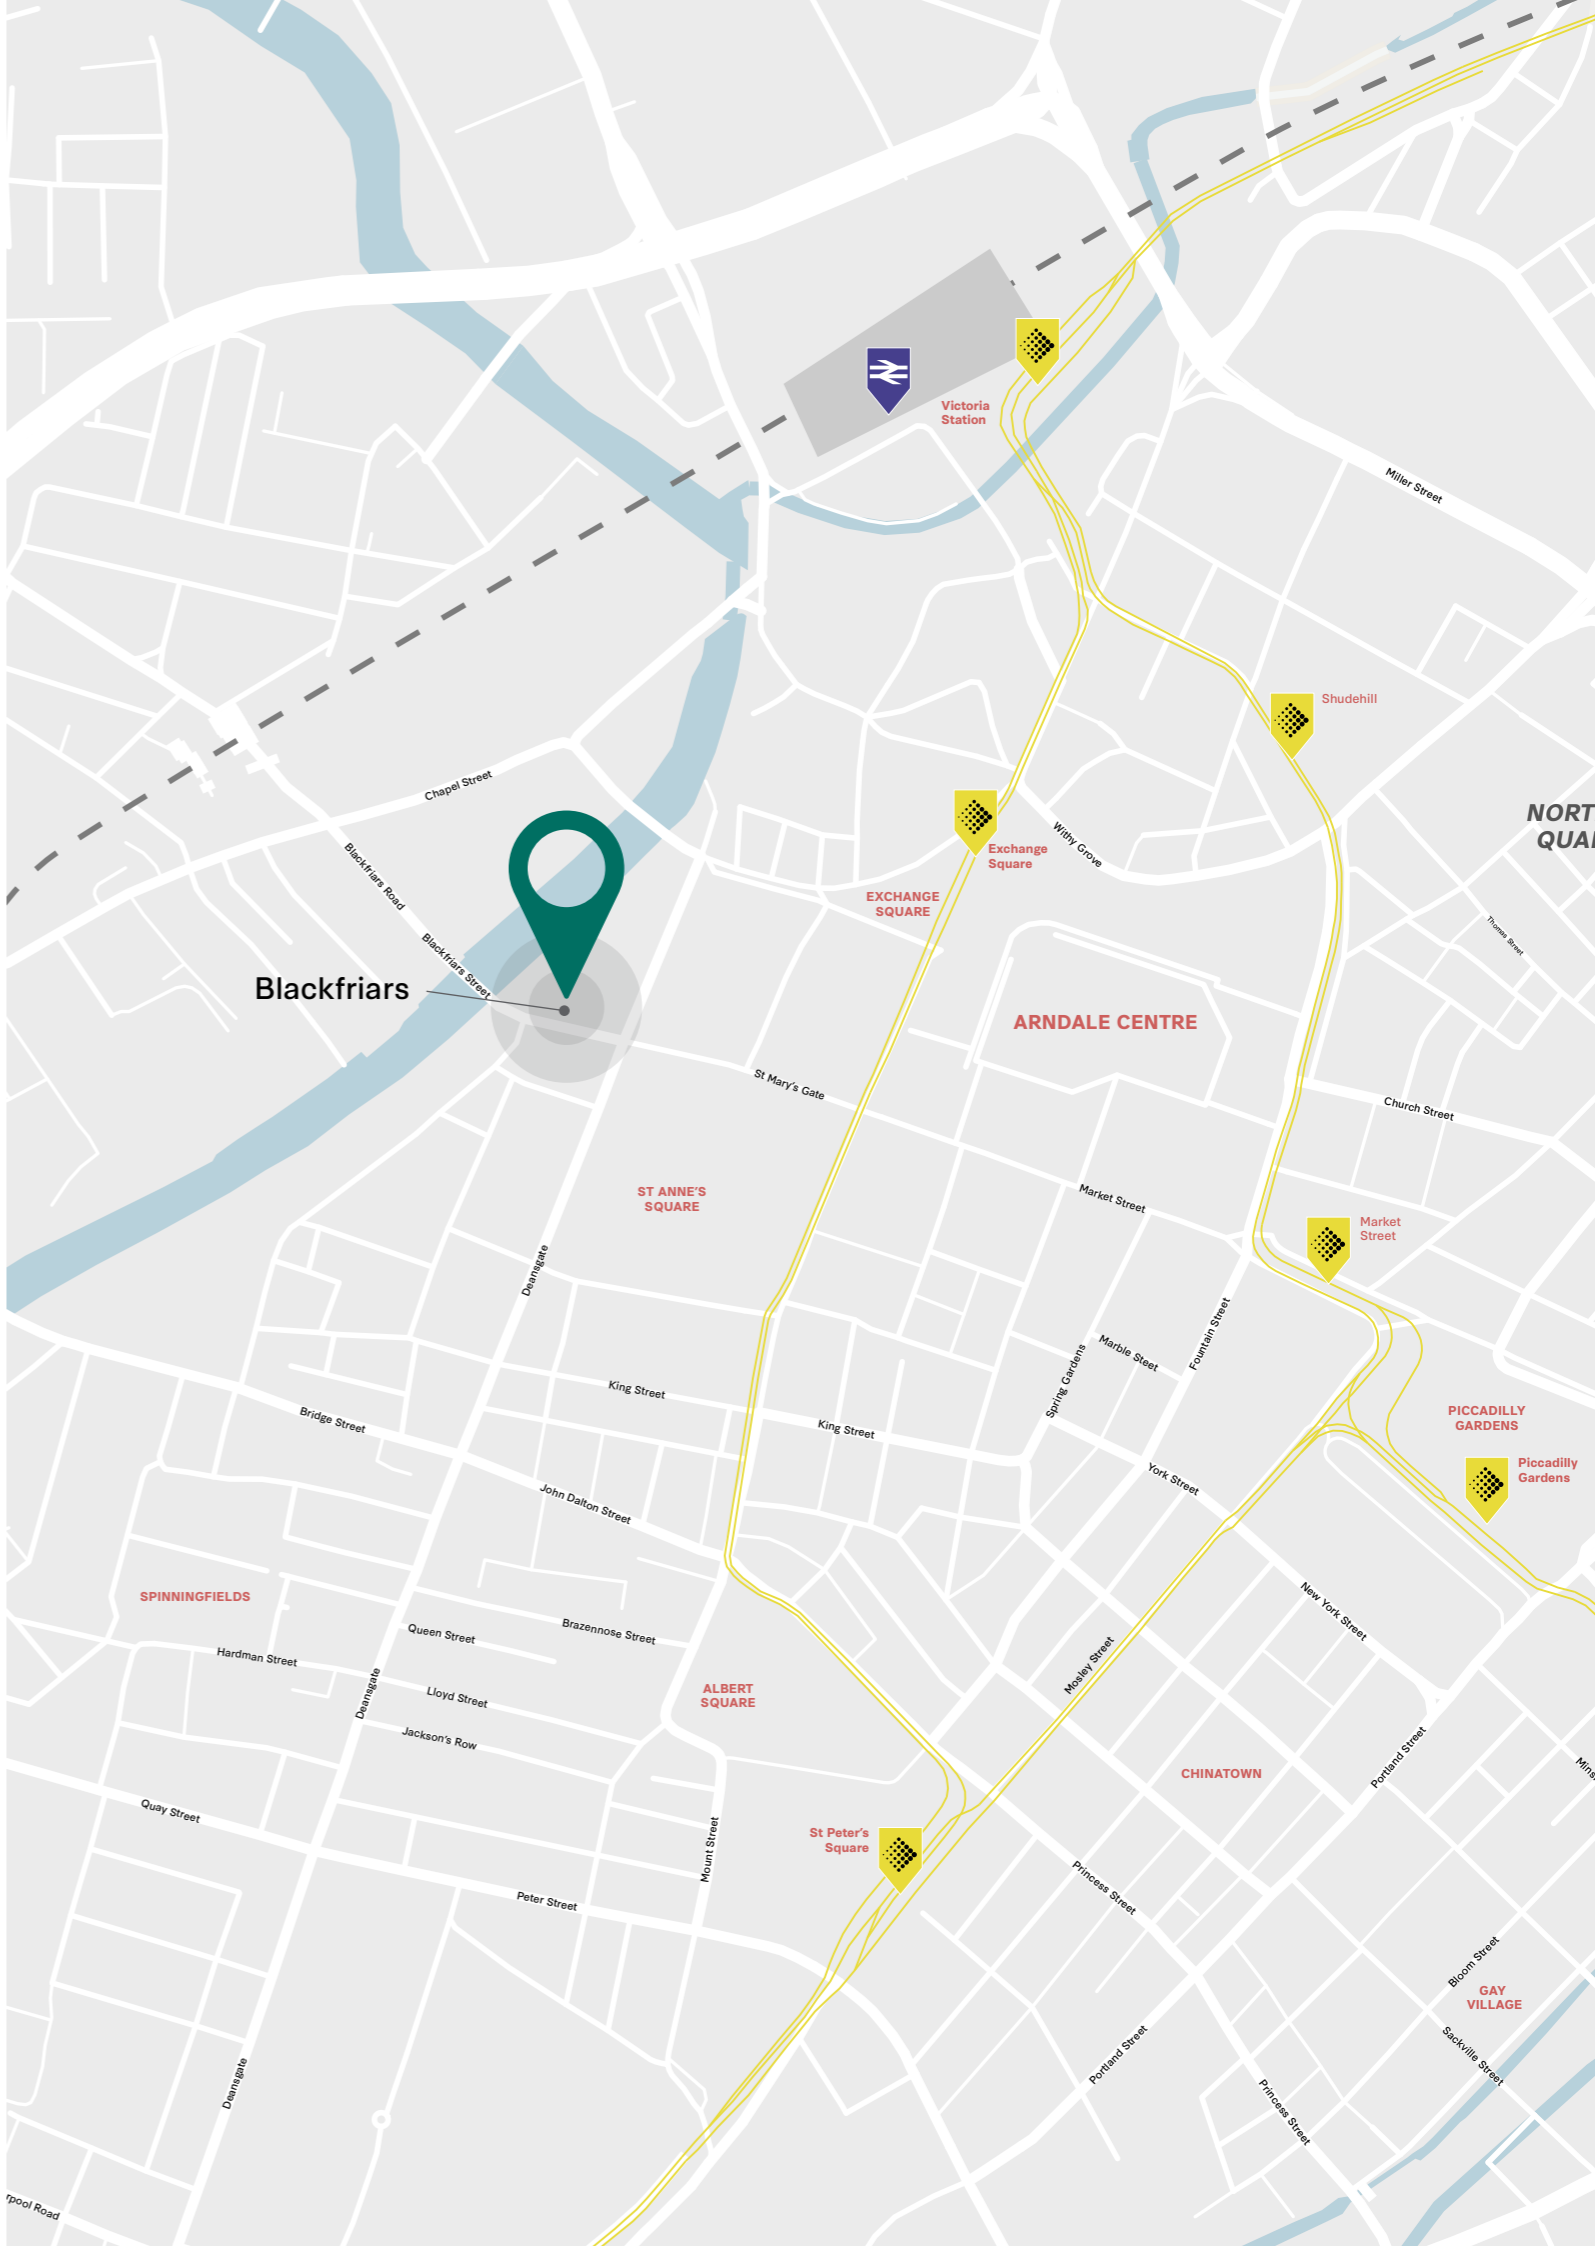 Victoria
Station
Miller Street
Shudehill
Chapel Street
NORT
QUA
Blackfriars Road
Withy Grove
Exchange
Square
EXCHANGE
SQUARE
Thomas Street
Blackfriars Street
Blackfriars
ARNDALE CENTRE
St Mary's Gate
Church Street
ST ANNE'S
SQUARE
Market Street
Market
Street
Deansgate
Fountain Street
Marble Steet
Spring Gardens
King Street
King Street
Bridge Street
PICCADILLY
GARDENS
Piccadilly
Gardens
York Street
John Dalton Street
SPINNINGFIELDS
New York Street
Brazennose Street
Queen Street
Hardman Street
Mosley Street
Deansgate
Lloyd Street
ALBERT
SQUARE
Jackson's Row
Portland Street
CHINATOWN
Mins
Quay Street
St Peter's
Square
Mount Street
Princess Street
Peter Street
Bloom Street
GAY
VILLAGE
Sackville Street
Portland Street
Deansgate
Princess Street
rpool Road